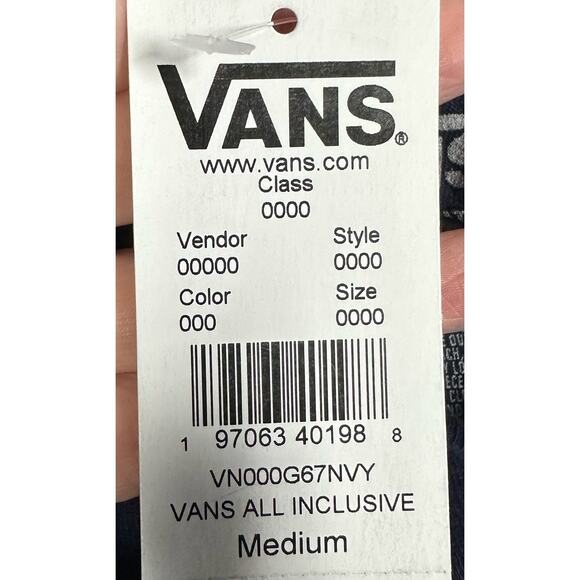 VANS®
www.vans.com
Class
0000
Vendor Style
00000 0000
Color Size
000 0000
1 97063 40198 8
VN000G67NVY
VANS ALL INCLUSIVE
Medium